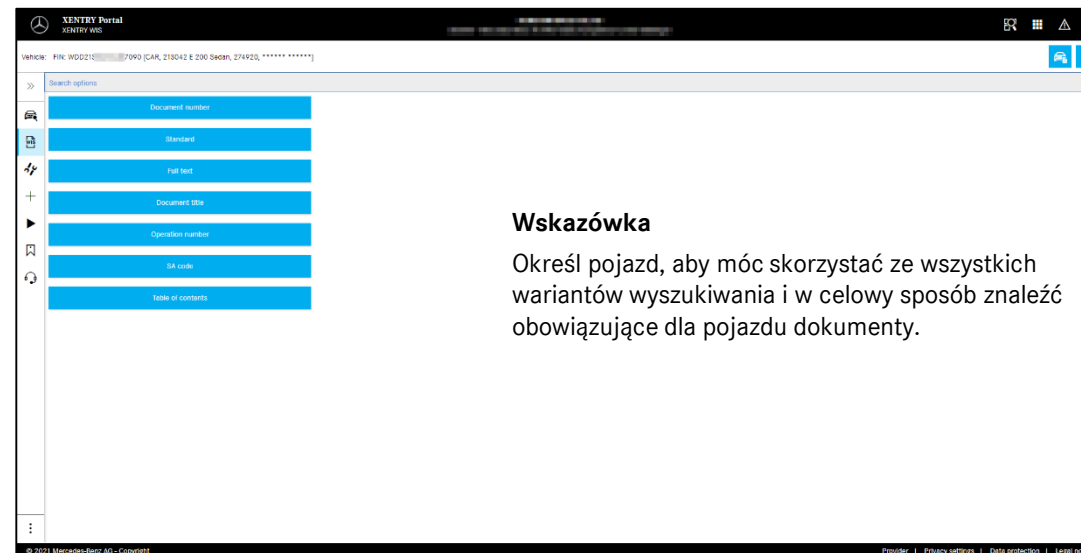 XENTRY Portal
XENTRY WIS
Vehicle: FIN: WDD213 7090 (CAR, 213042 E 200 Sedan, 274920, ****** ******)
Search options
Document number
Standard
Full text
Document title
Operation number
SA code
Table of contents
Wskazówka
Określ pojazd, aby móc skorzystać ze wszystkich
wariantów wyszukiwania i w celowy sposób znaleźć
obowiązujące dla pojazdu dokumenty.
© 2021 Mercedes-Benz AG - Copyright
Provider | Privacy settings | Data protection | Legal